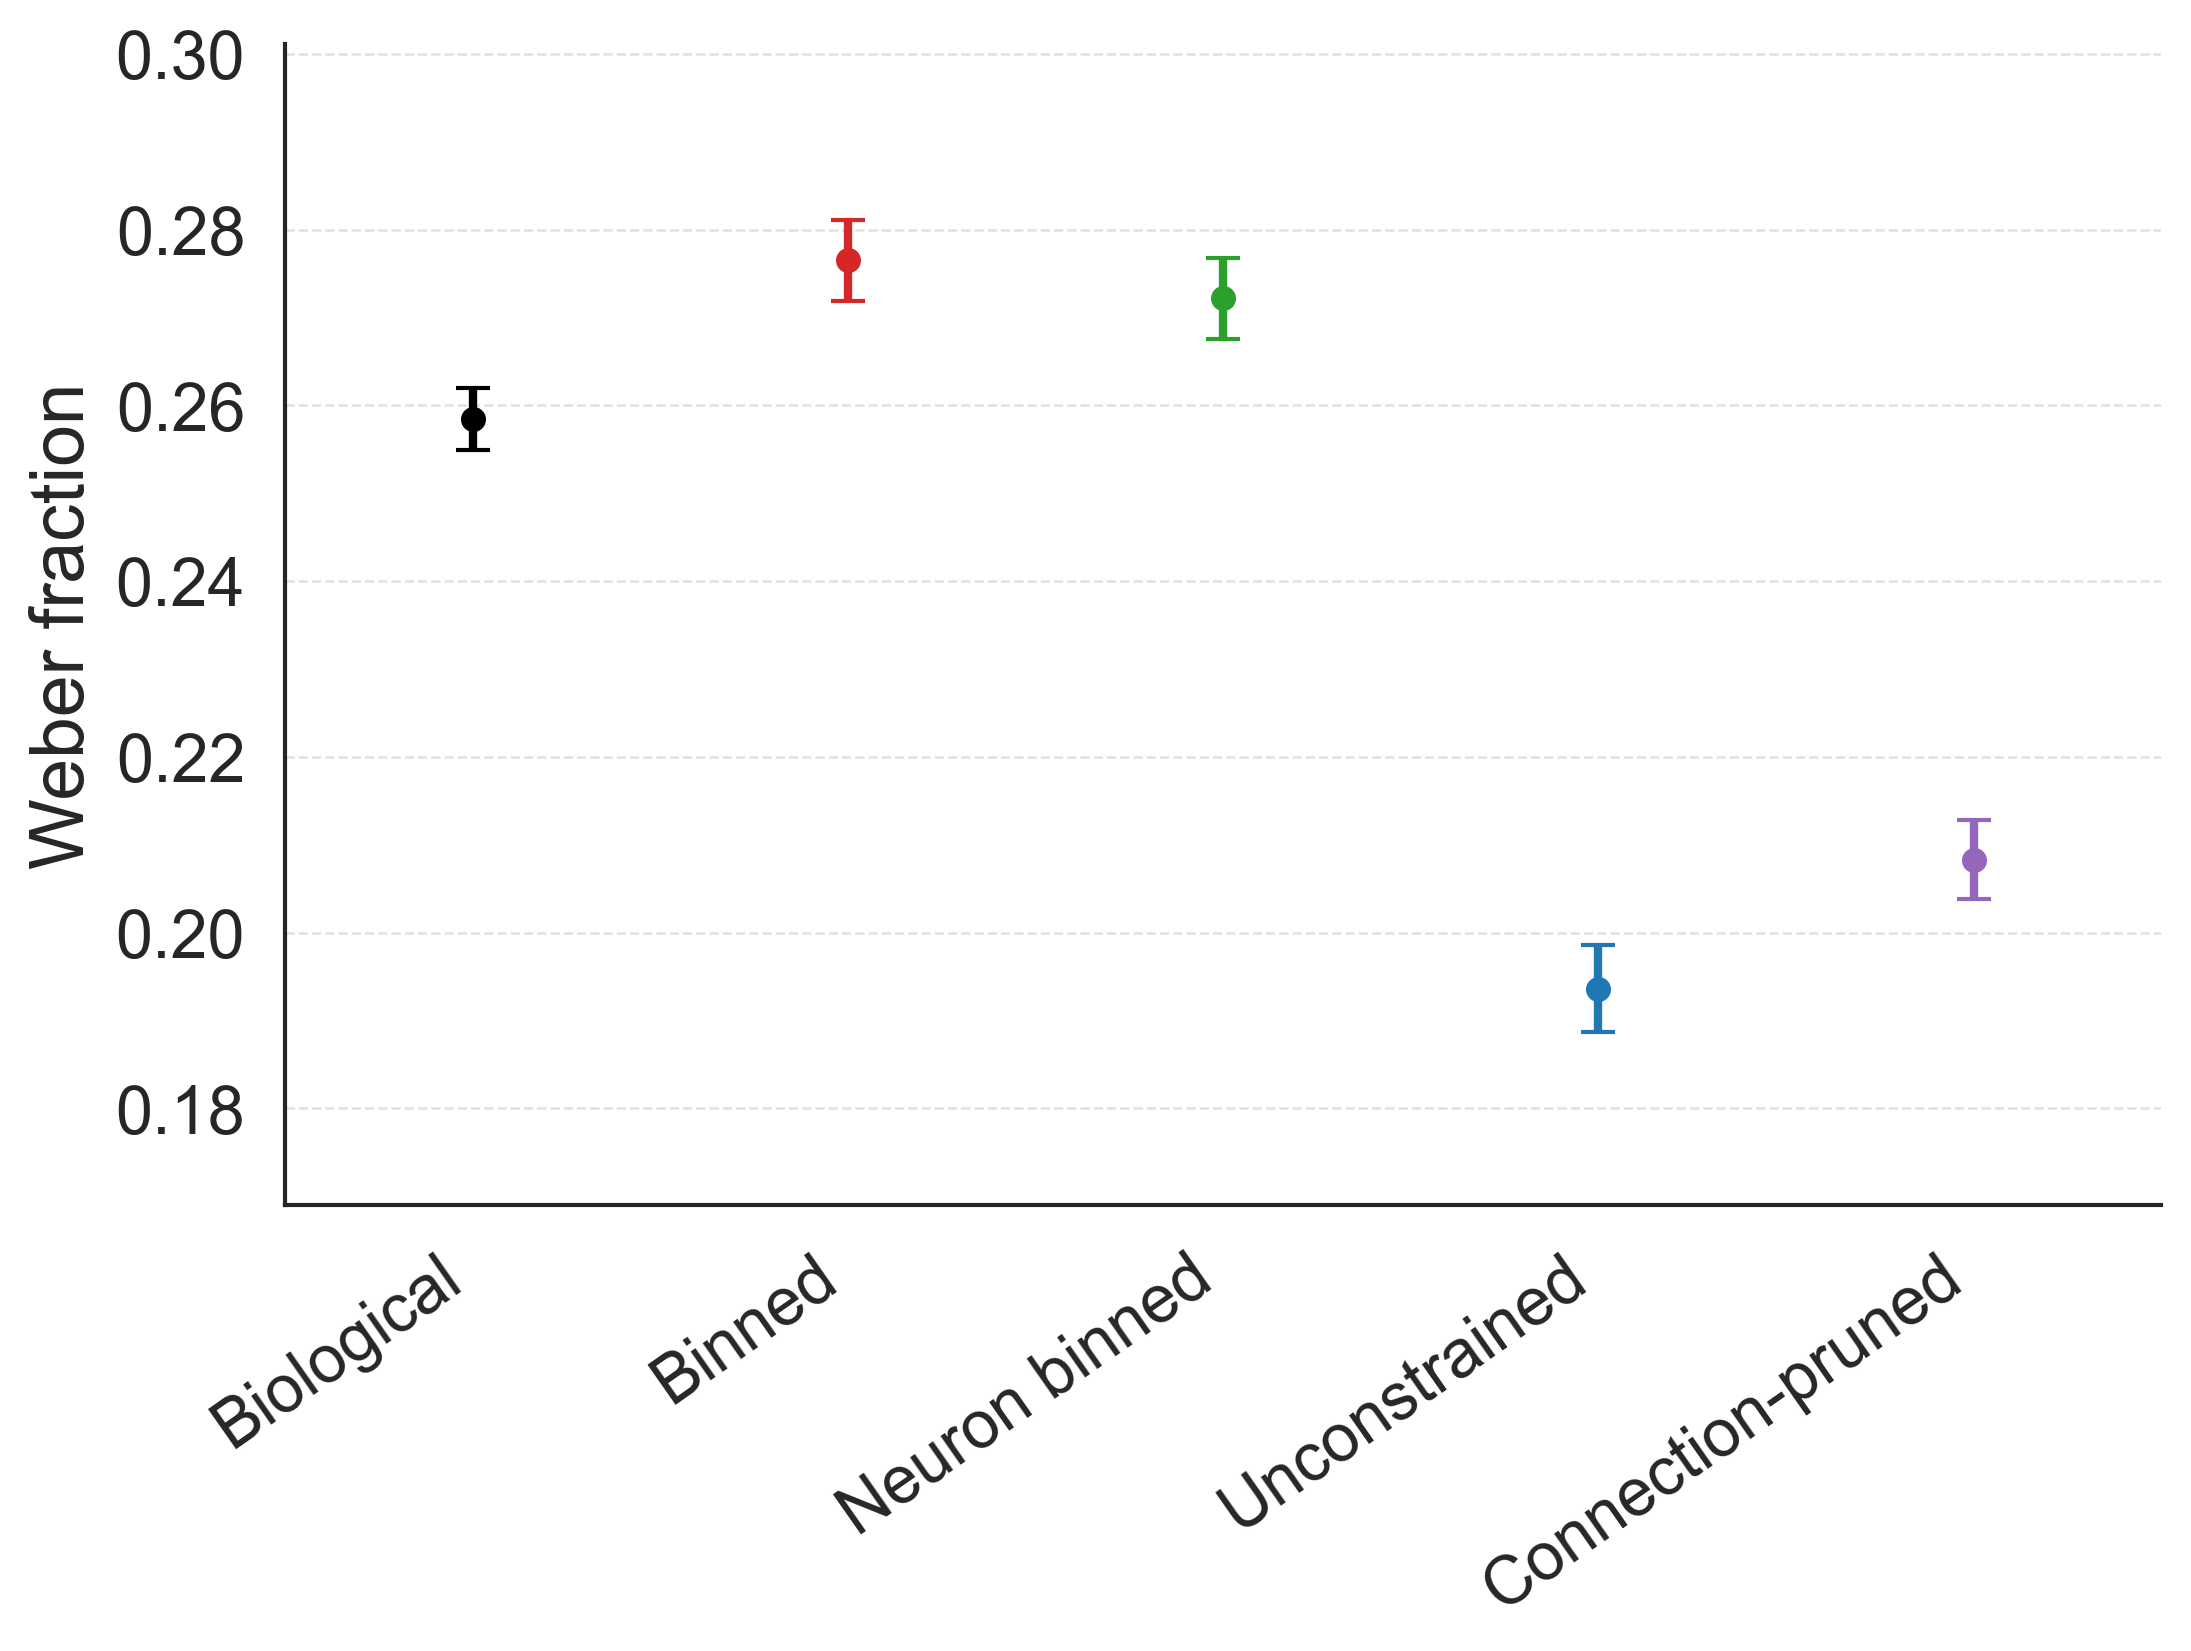 0.30
0.28
0.26
0.24
0.22
0.20
0.18
Weber fraction
Biological
Binned
Neuron binned
Unconstrained
Connection-pruned